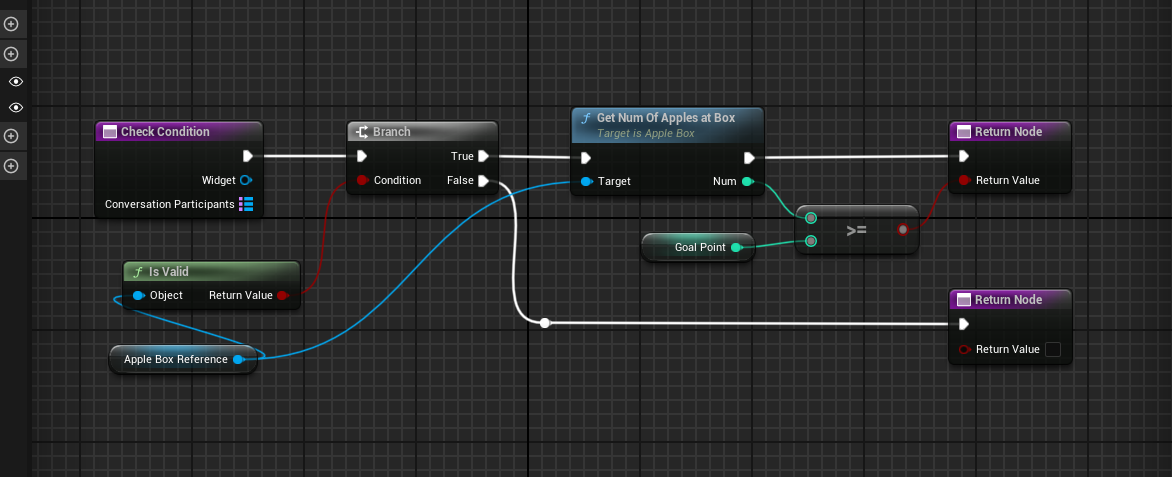 Check Condition
Widget
Conversation Participants
Branch
True
Condition
False
f Get Num Of Apples at Box
Target is Apple Box
Target
Num
Goal Point
>=
Return Node
Return Value
f Is Valid
Object
Return Value
Apple Box Reference
Return Node
Return Value